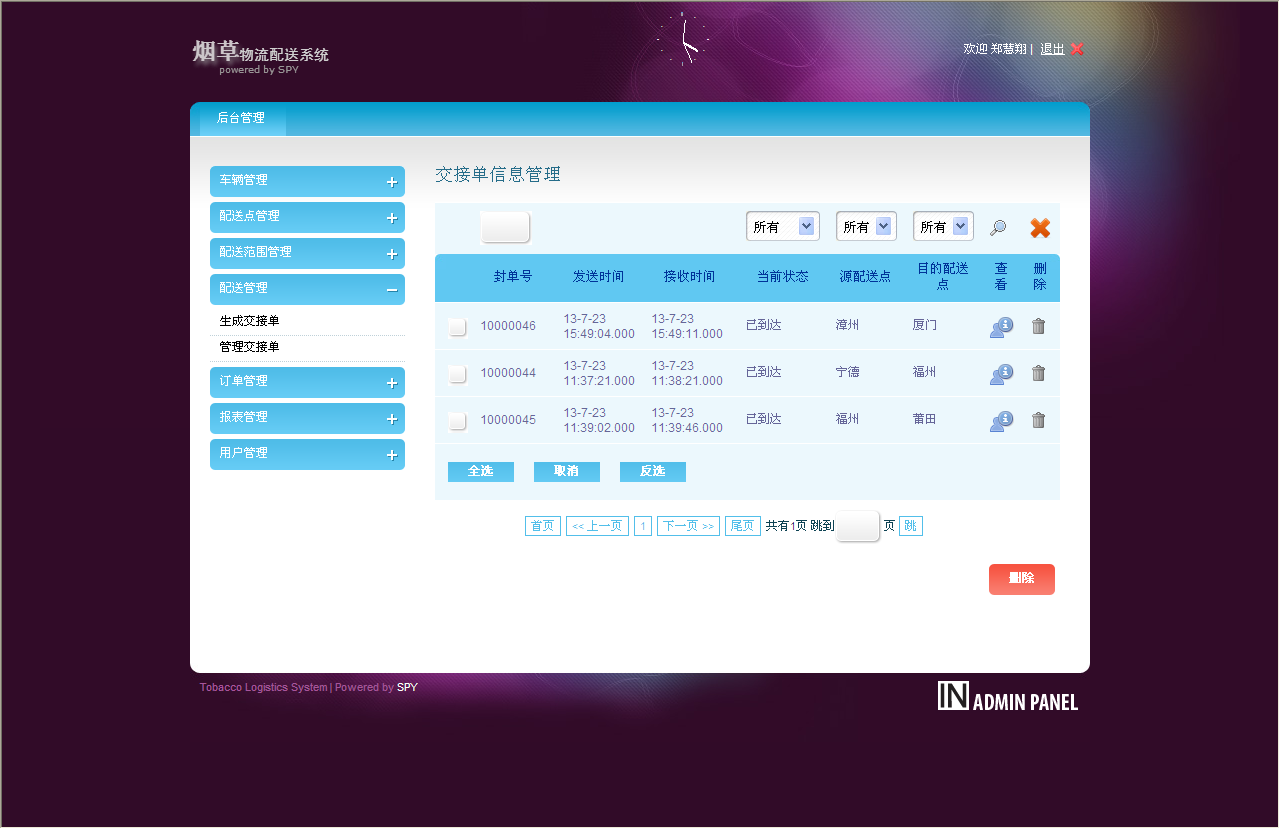 烟草物流配送系统
powered by SPY
欢迎 郑慧翔 | 退出
后台管理
车辆管理
配送点管理
配送范围管理
配送管理
生成交接单
管理交接单
订单管理
报表管理
用户管理
交接单信息管理
所有 所有 所有
封单号 发送时间 接收时间 当前状态 源配送点 目的配送点 查看 删除
10000046 13-7-23 15:49:04.000 13-7-23 15:49:11.000 已到达 漳州 厦门
10000044 13-7-23 11:37:21.000 13-7-23 11:38:21.000 已到达 宁德 福州
10000045 13-7-23 11:39:02.000 13-7-23 11:39:46.000 已到达 福州 莆田
全选 取消 反选
首页 << 上一页 1 下一页 >> 尾页 共有1页 跳到 页 跳
删除
Tobacco Logistics System | Powered by SPY
IN ADMIN PANEL